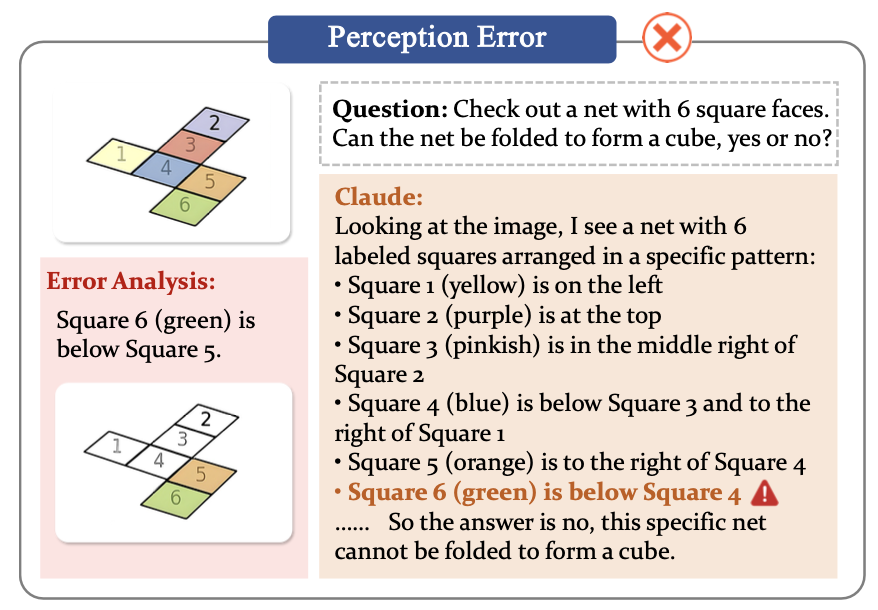 Perception Error
2
3
1
4
5
6
Question: Check out a net with 6 square faces.
Can the net be folded to form a cube, yes or no?
Error Analysis:
Square 6 (green) is
below Square 5.
2
3
1
4
5
6
Claude:
Looking at the image, I see a net with 6
labeled squares arranged in a specific pattern:
• Square 1 (yellow) is on the left
• Square 2 (purple) is at the top
• Square 3 (pinkish) is in the middle right of
Square 2
• Square 4 (blue) is below Square 3 and to the
right of Square 1
• Square 5 (orange) is to the right of Square 4
• Square 6 (green) is below Square 4
...... So the answer is no, this specific net
cannot be folded to form a cube.